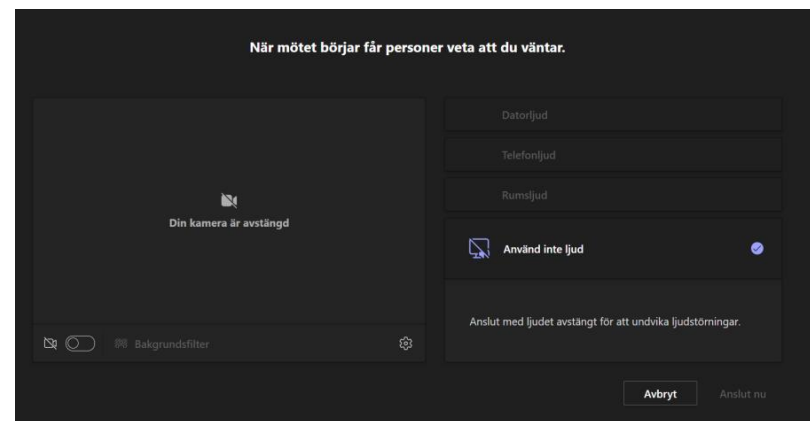 När mötet börjar får personer veta att du väntar.
Datorljud
Telefonljud
Rumsljud
Din kamera är avstängd
Använd inte ljud
Anslut med ljudet avstängt för att undvika ljudstörningar.
Bakgrundsfilter
Avbryt
Anslut nu